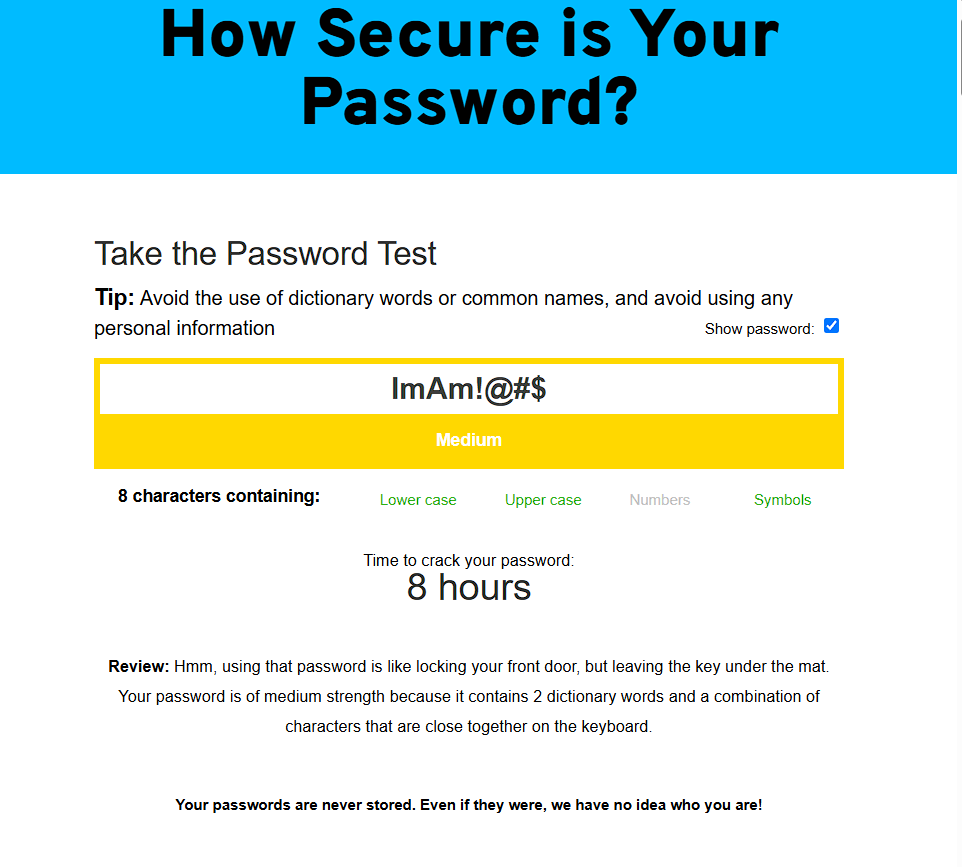 How Secure is Your
Password?
Take the Password Test
Tip: Avoid the use of dictionary words or common names, and avoid using any
personal information
Show password:
ImAm!@#$
Medium
8 characters containing:
Lower case
Upper case
Numbers
Symbols
Time to crack your password:
8 hours
Review: Hmm, using that password is like locking your front door, but leaving the key under the mat.
Your password is of medium strength because it contains 2 dictionary words and a combination of
characters that are close together on the keyboard.
Your passwords are never stored. Even if they were, we have no idea who you are!